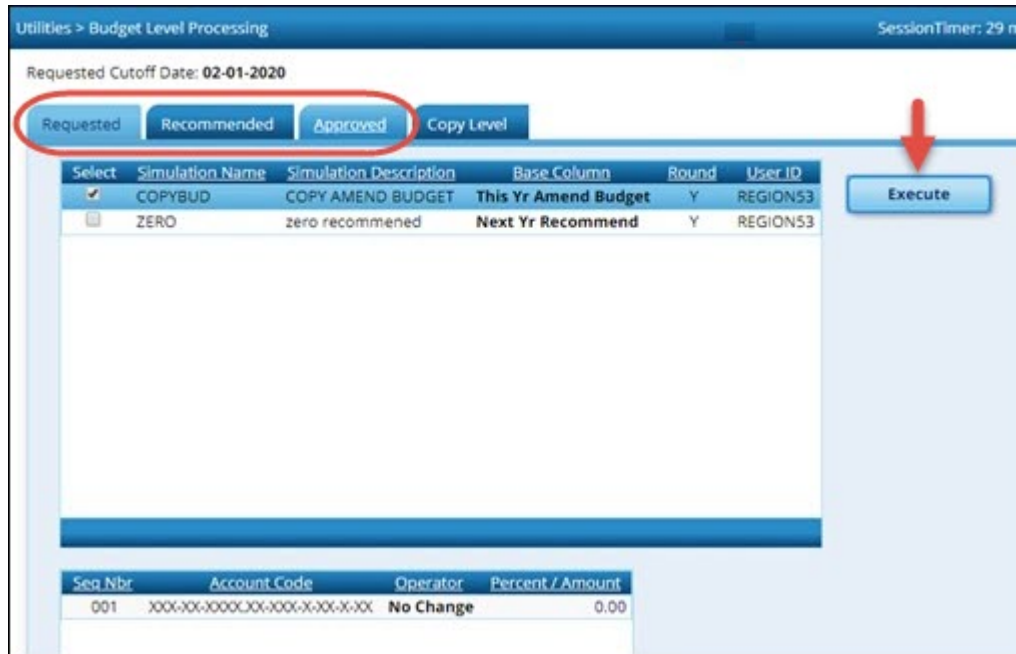 Utilities > Budget Level Processing SessionTimer: 29 m
Requested Cutoff Date: 02-01-2020
Requested Recommended Approved Copy Level
Select Simulation Name Simulation Description Base Column Round User ID
COPYBUD COPY AMEND BUDGET This Yr Amend Budget Y REGION53
Execute
ZERO zero recommened Next Yr Recommend Y REGION53
Seq Nbr Account Code Operator Percent / Amount
001 XXX-XX-XXXX.XX-XXX-X-XX-X-XX No Change 0.00